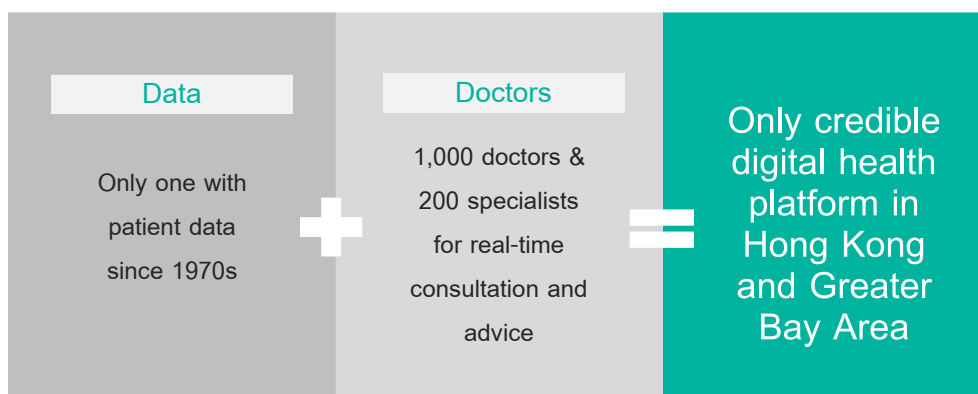 Data
Only one with
patient data
since 1970s
Doctors
1,000 doctors &
200 specialists
for real-time
consultation and
advice
Only credible
digital health
platform in
Hong Kong
and Greater
Bay Area